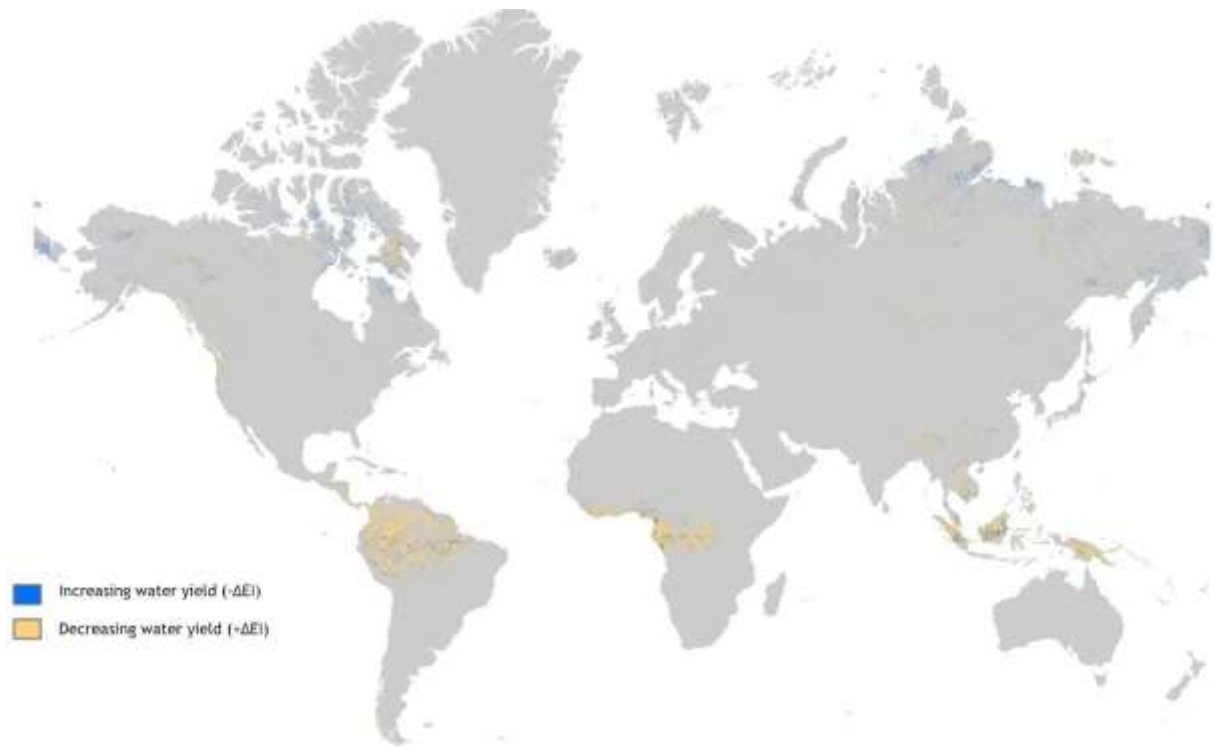 Increasing water yield (-ΔEI)
Decreasing water yield (+ΔEI)